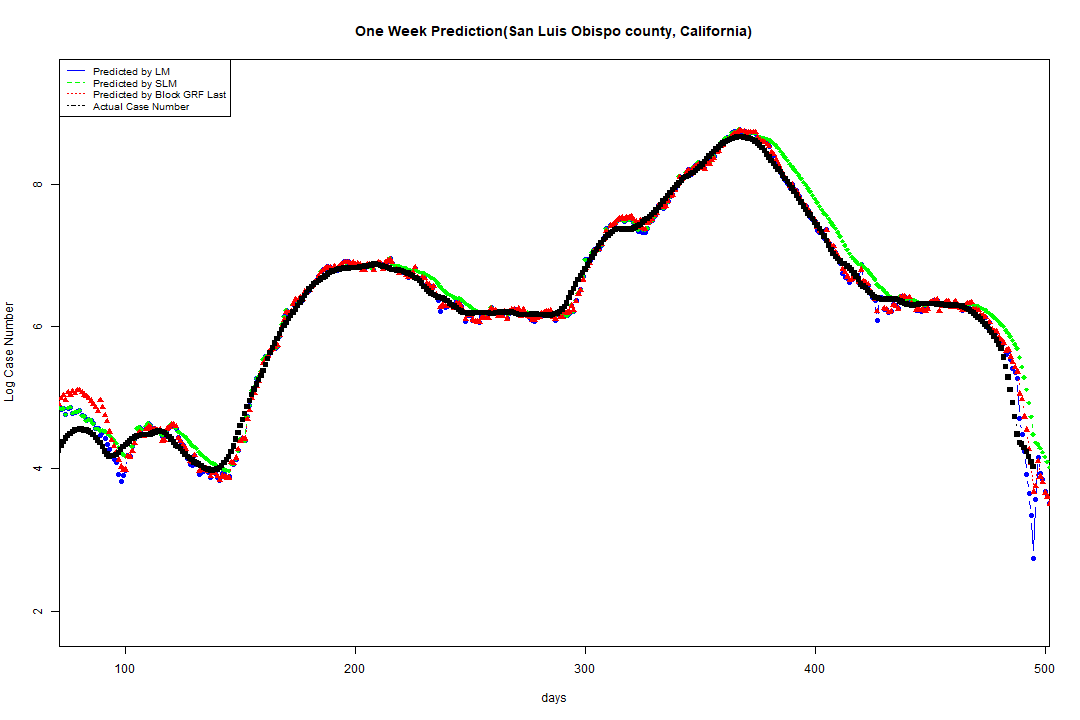 One Week Prediction(San Luis Obispo county, California)
Predicted by LM
Predicted by SLM
Predicted by Block GRF Last
Actual Case Number
8
6
4
2
Log Case Number
100 200 300 400 500
days